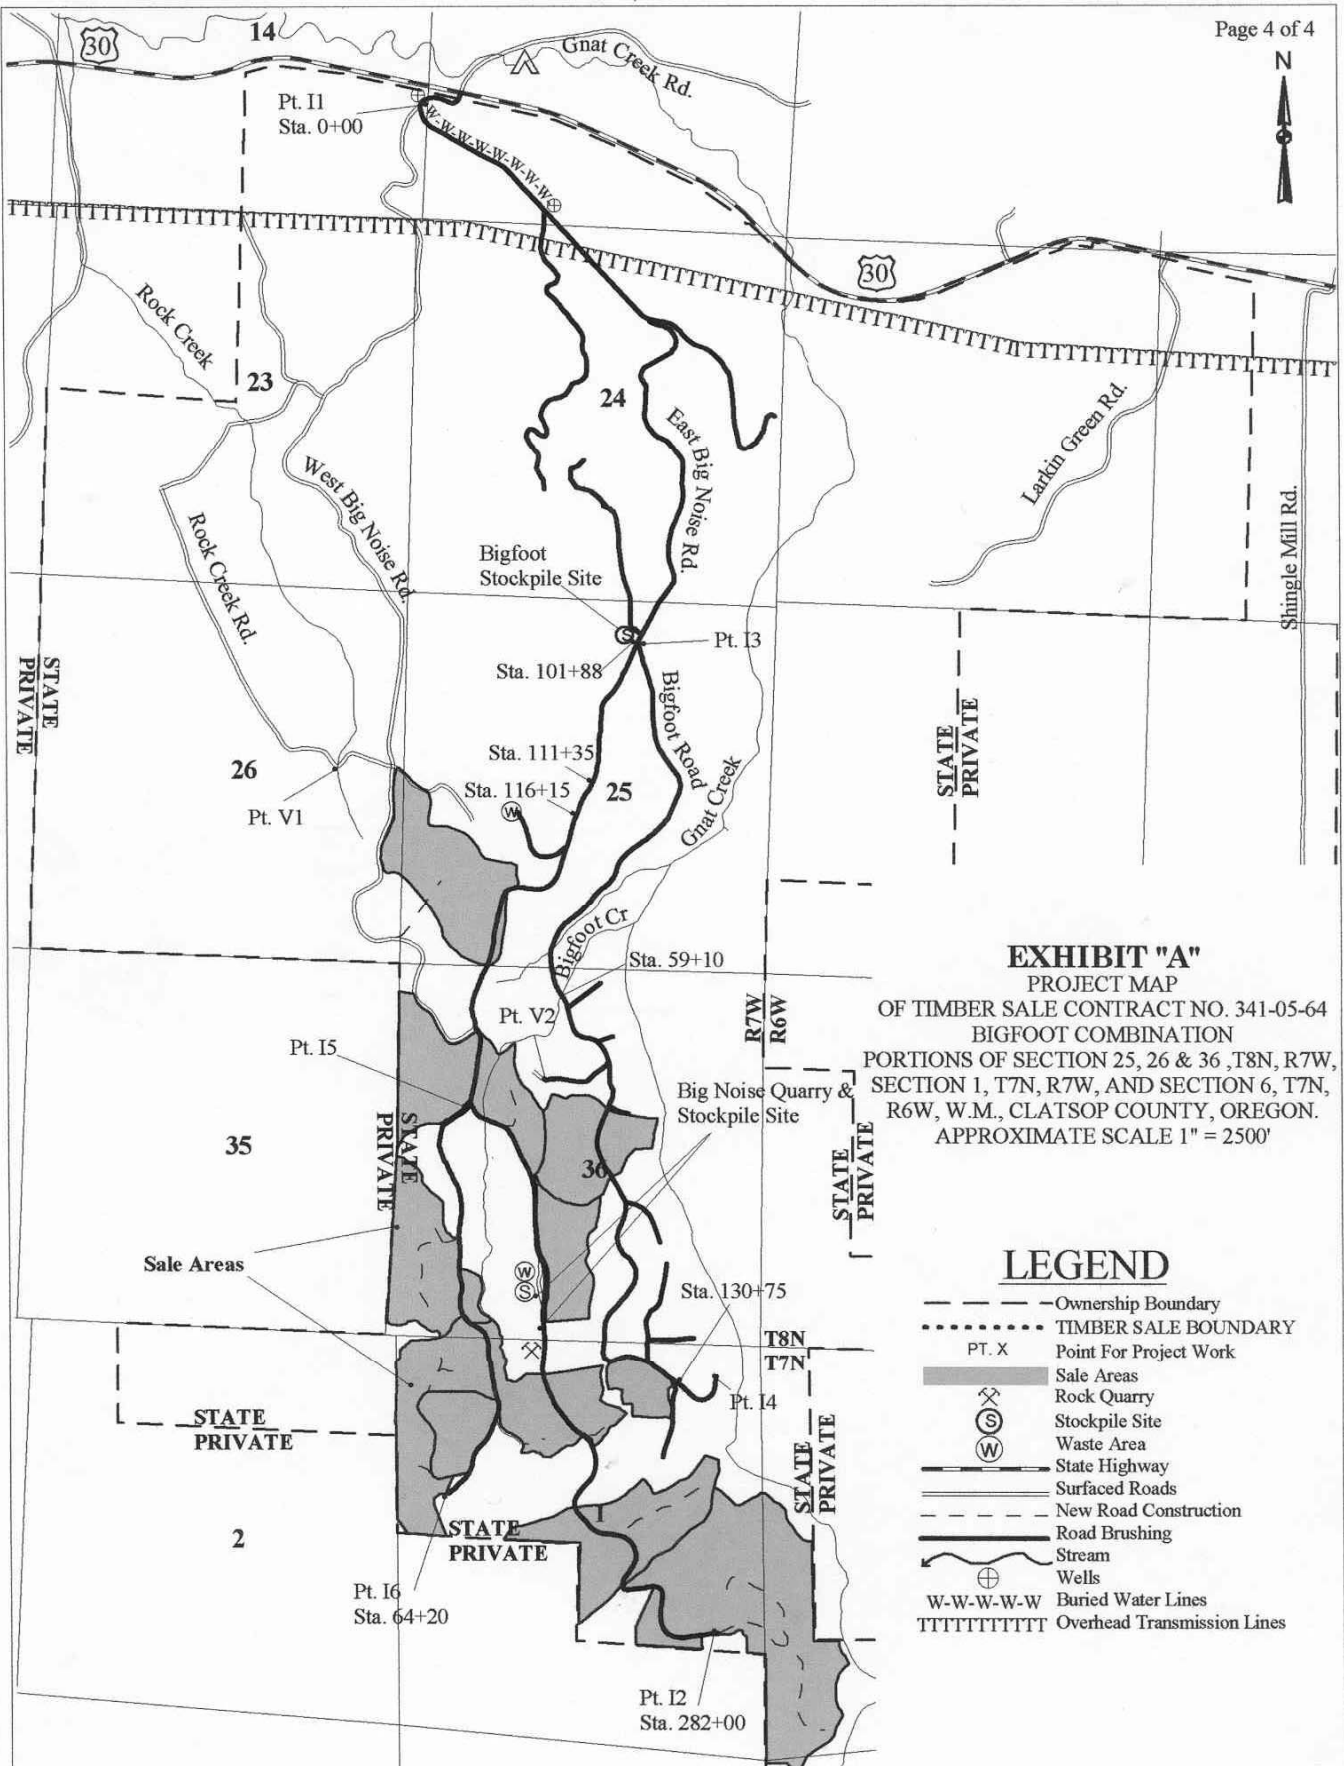 Page 4 of 4
N
30
14
Gnat Creek Rd.
Pt. I1
Sta. 0+00
W-W-W-W-W-W-W-W
TTTTTTTTTTTTTTTTTTTT
30
Rock Creek
23
24
East Big Noise Rd.
Larkin Green Rd.
Shingle Mill Rd.
West Big Noise Rd.
Rock Creek Rd.
Bigfoot
Stockpile Site
S
Pt. I3
Sta. 101+88
Bigfoot Road
STATE
PRIVATE
STATE
PRIVATE
Sta. 111+35
26
Sta. 116+15
25
W
Gnat Creek
Pt. V1
Bigfoot Cr
Sta. 59+10
R7W
R6W
Pt. V2
Pt. I5
Big Noise Quarry &
Stockpile Site
STATE
PRIVATE
35
36
STATE
PRIVATE
Sale Areas
W
S
Sta. 130+75
T8N
T7N
Pt. I4
STATE
PRIVATE
STATE
PRIVATE
2
1
STATE
PRIVATE
Pt. I6
Sta. 64+20
Pt. I2
Sta. 282+00
EXHIBIT "A"
PROJECT MAP
OF TIMBER SALE CONTRACT NO. 341-05-64
BIGFOOT COMBINATION
PORTIONS OF SECTION 25, 26 & 36 ,T8N, R7W,
SECTION 1, T7N, R7W, AND SECTION 6, T7N,
R6W, W.M., CLATSOP COUNTY, OREGON.
APPROXIMATE SCALE 1" = 2500'
LEGEND
Ownership Boundary
TIMBER SALE BOUNDARY
PT. X Point For Project Work
Sale Areas
Rock Quarry
S Stockpile Site
W Waste Area
State Highway
Surfaced Roads
New Road Construction
Road Brushing
Stream
Wells
W-W-W-W-W Buried Water Lines
TTTTTTTTTTT Overhead Transmission Lines